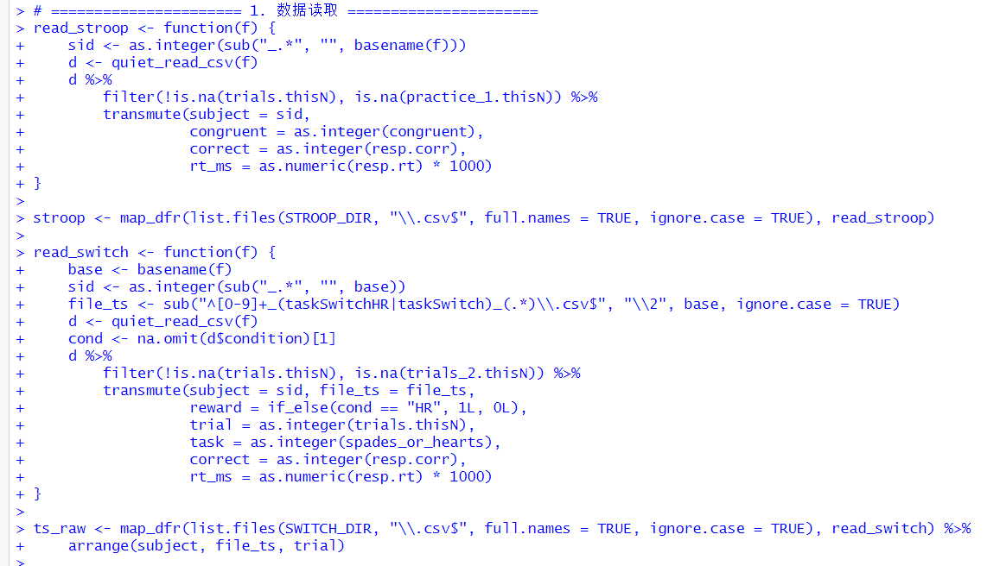 > # ====================== 1. 数据读取 ======================
> read_stroop <- function(f) {
+     sid <- as.integer(sub("_.*", "", basename(f)))
+     d <- quiet_read_csv(f)
+     d %>%
+         filter(!is.na(trials.thisN), is.na(practice_1.thisN)) %>%
+         transmute(subject = sid,
+                   congruent = as.integer(congruent),
+                   correct = as.integer(resp.corr),
+                   rt_ms = as.numeric(resp.rt) * 1000)
+ }
>
> stroop <- map_dfr(list.files(STROOP_DIR, "\\.csv$", full.names = TRUE, ignore.case = TRUE), read_stroop)
>
> read_switch <- function(f) {
+     base <- basename(f)
+     sid <- as.integer(sub("_.*", "", base))
+     file_ts <- sub("^[0-9]+_(taskSwitchHR|taskSwitch)_(.*)\\.csv$", "\\2", base, ignore.case = TRUE)
+     d <- quiet_read_csv(f)
+     cond <- na.omit(d$condition)[1]
+     d %>%
+         filter(!is.na(trials.thisN), is.na(trials_2.thisN)) %>%
+         transmute(subject = sid, file_ts = file_ts,
+                   reward = if_else(cond == "HR", 1L, 0L),
+                   trial = as.integer(trials.thisN),
+                   task = as.integer(spades_or_hearts),
+                   correct = as.integer(resp.corr),
+                   rt_ms = as.numeric(resp.rt) * 1000)
+ }
>
> ts_raw <- map_dfr(list.files(SWITCH_DIR, "\\.csv$", full.names = TRUE, ignore.case = TRUE), read_switch) %>%
+     arrange(subject, file_ts, trial)
>